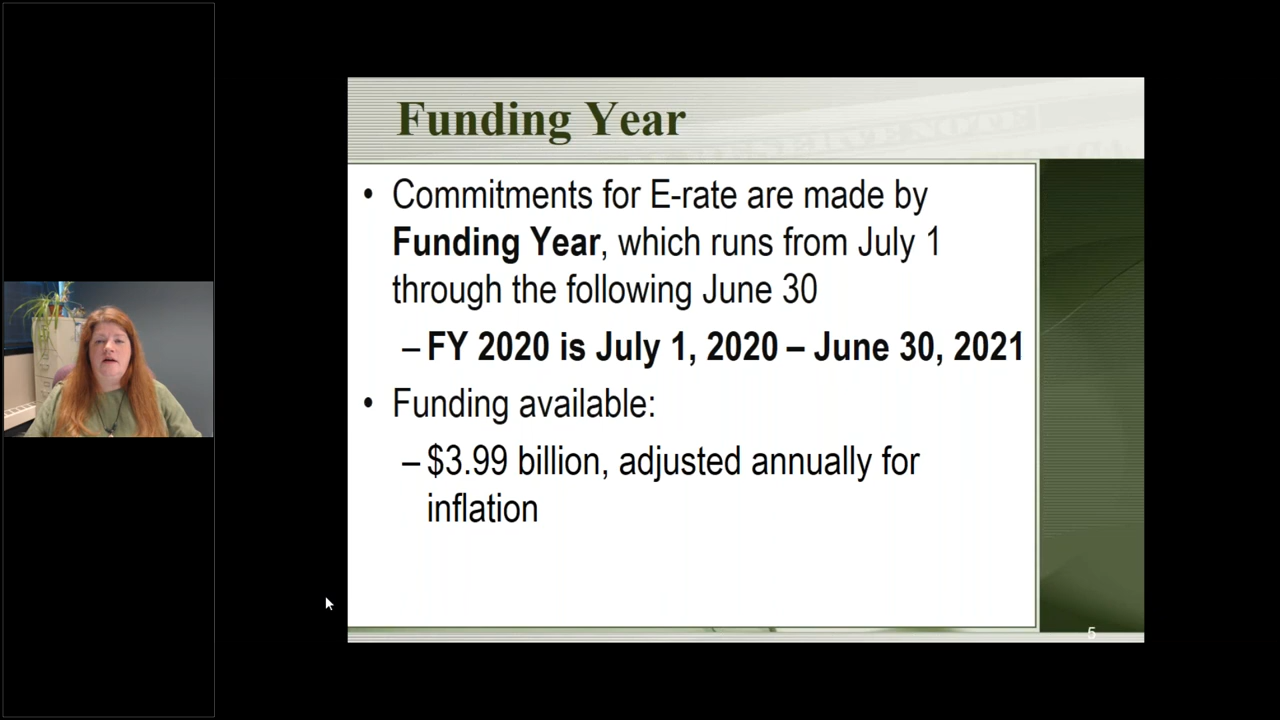 Funding Year
• Commitments for E-rate are made by
Funding Year, which runs from July 1
through the following June 30
– FY 2020 is July 1, 2020 – June 30, 2021
• Funding available:
– $3.99 billion, adjusted annually for
inflation
5